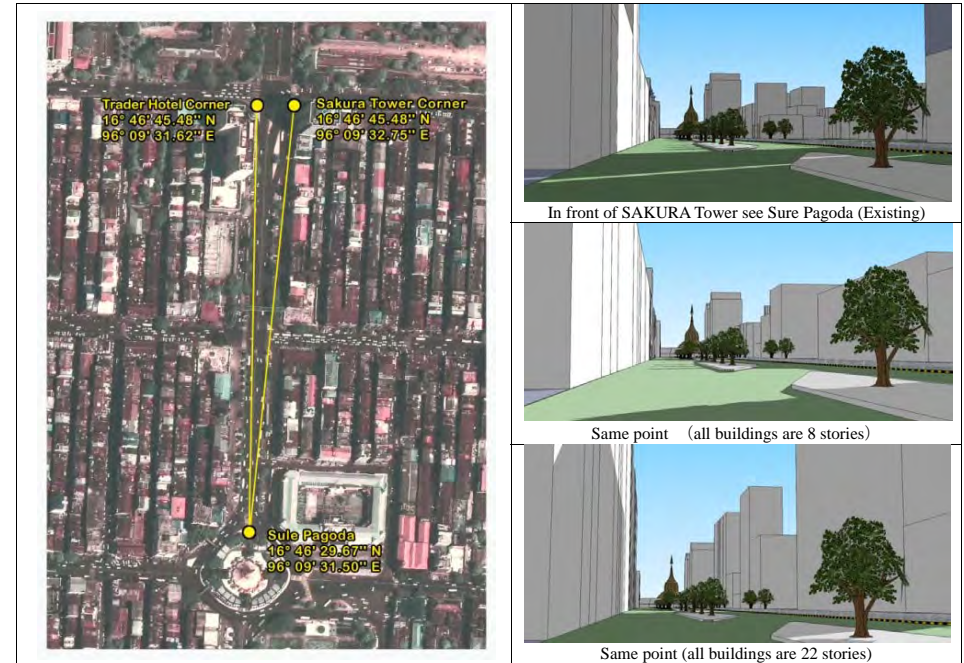 Trader Hotel Corner
16° 46' 45.48'' N
96° 09' 31.62'' E
Sakura Tower Corner
16° 46' 45.48'' N
96° 09' 32.75'' E
Sule Pagoda
16° 46' 29.67'' N
96° 09' 31.50'' E
In front of SAKURA Tower see Sure Pagoda (Existing)
Same point （all buildings are 8 stories）
Same point (all buildings are 22 stories)